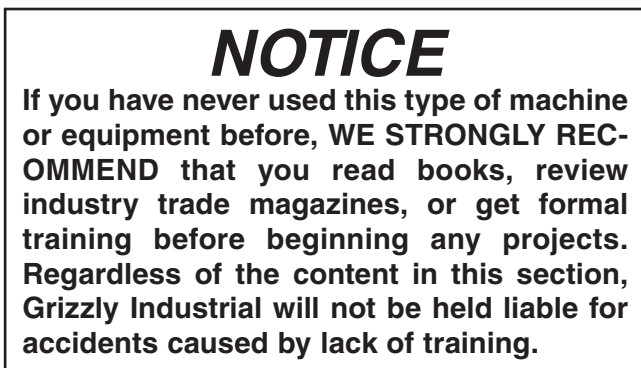 NOTICE
If you have never used this type of machine
or equipment before, WE STRONGLY REC-
OMMEND that you read books, review
industry trade magazines, or get formal
training before beginning any projects.
Regardless of the content in this section,
Grizzly Industrial will not be held liable for
accidents caused by lack of training.